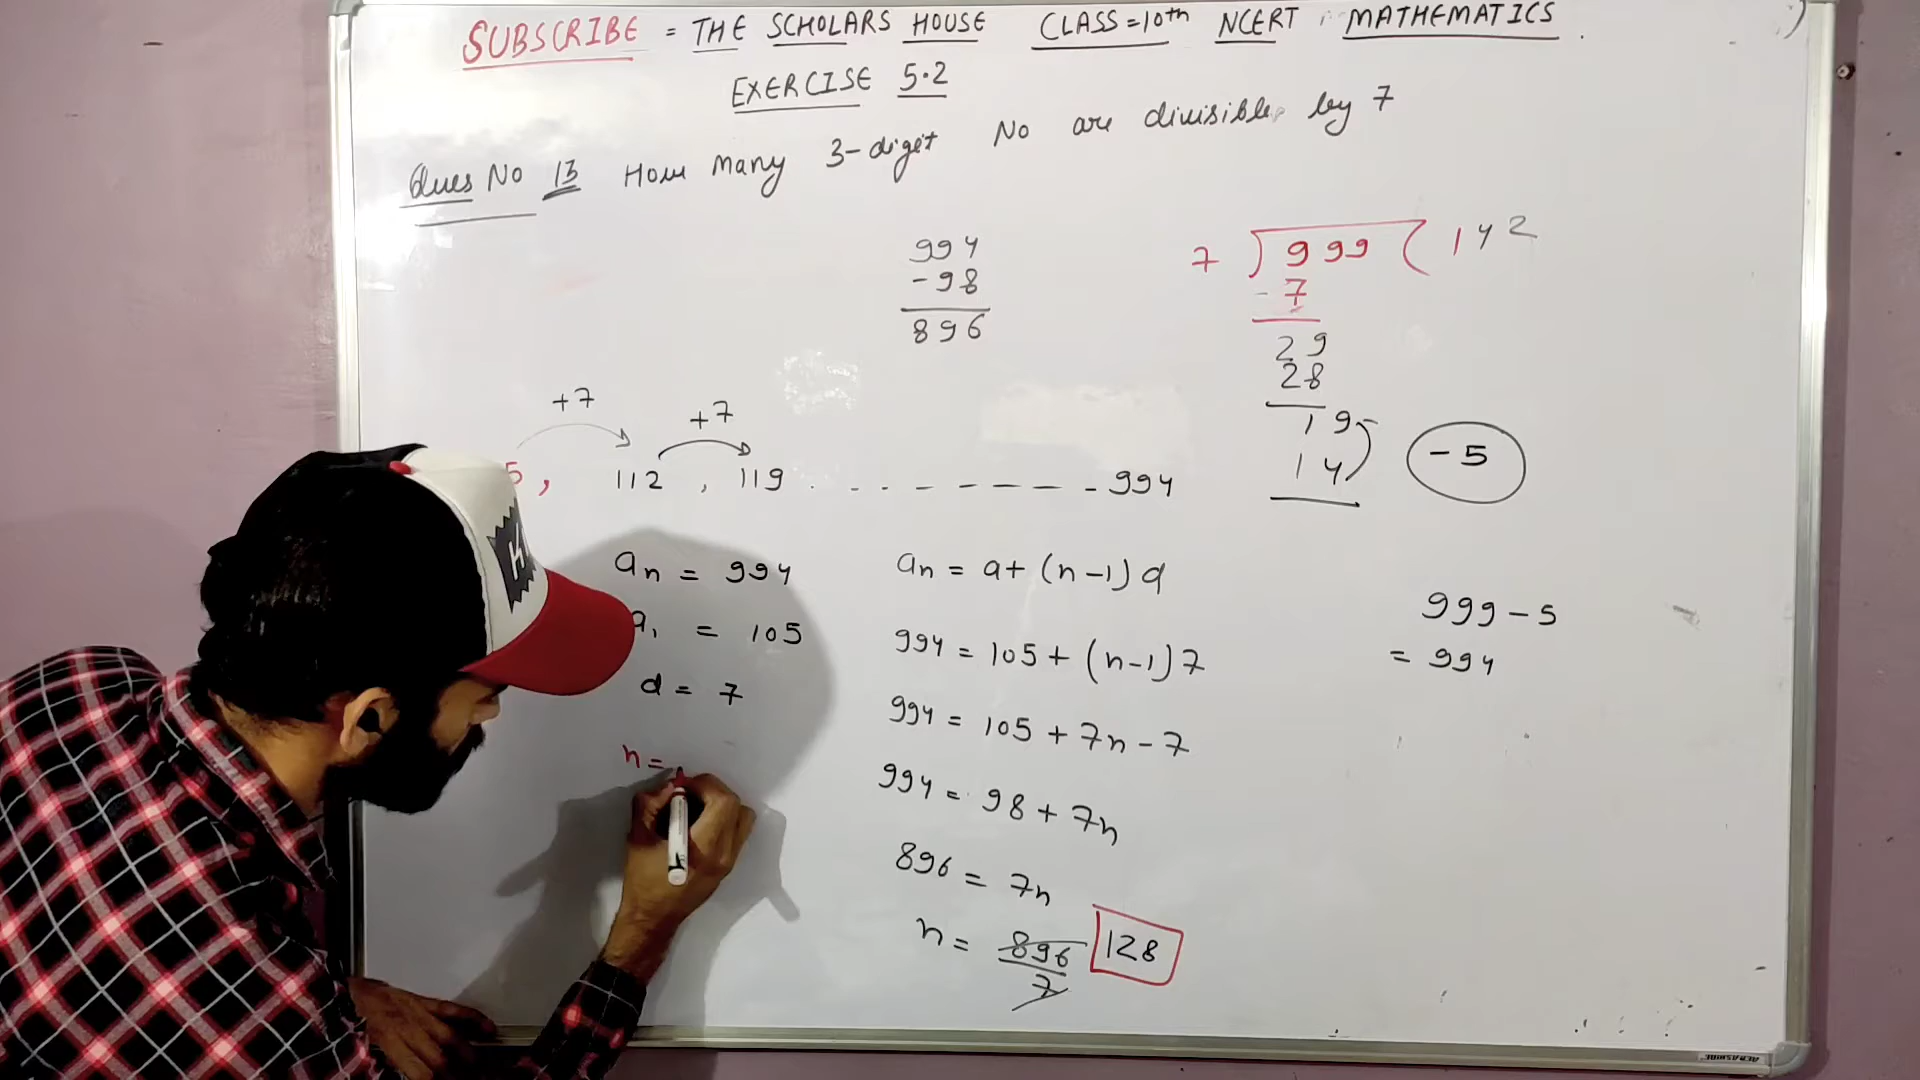 SUBSCRIBE = THE SCHOLARS HOUSE CLASS=10th NCERT MATHEMATICS
EXERCISE 5.2
Ques No 13 How many 3-diget No are divisible by 7
994
-98
896
7 ) 999 ( 142
- 7
29
28
19
14
-5
+7 +7
5, 112 , 119 . - - - - - - - 994
an = 994
a1 = 105
d = 7
n =
an = a+(n-1)d
994 = 105+(n-1)7
994 = 105+7n-7
994 = 98+7n
896 = 7n
n = 896/7 128
999-5
= 994